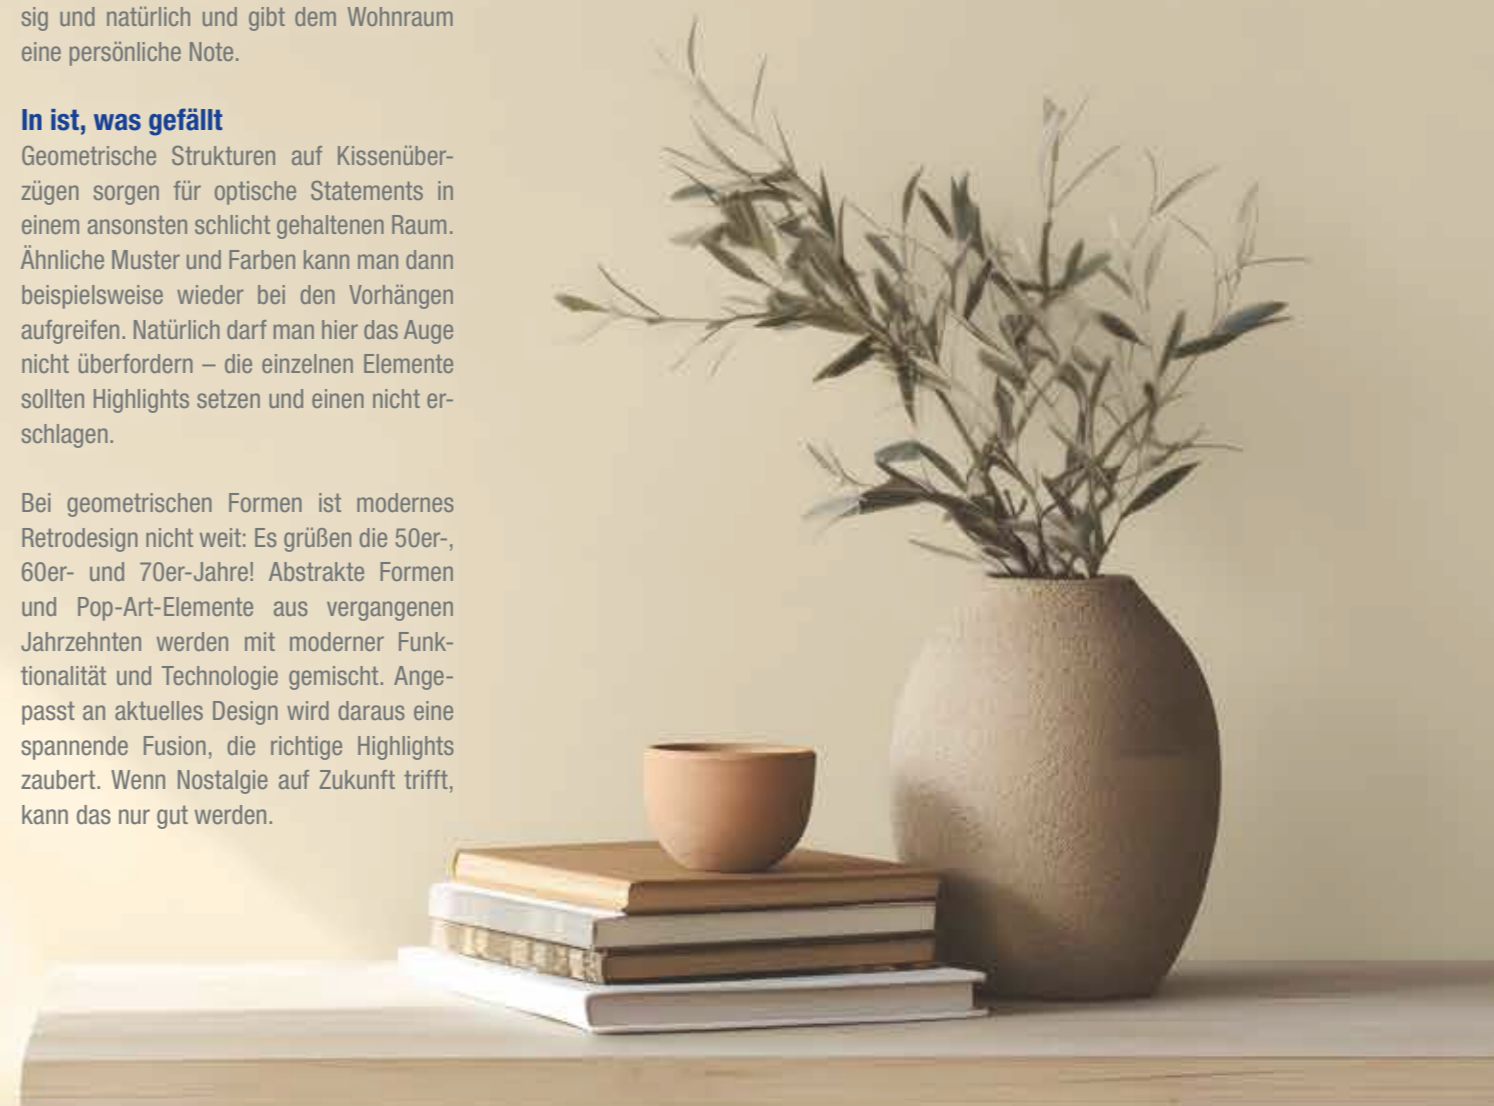 sig und natürlich und gibt dem Wohnraum
eine persönliche Note.
In ist, was gefällt
Geometrische Strukturen auf Kissenüber-
zügen sorgen für optische Statements in
einem ansonsten schlicht gehaltenen Raum.
Ähnliche Muster und Farben kann man dann
beispielsweise wieder bei den Vorhängen
aufgreifen. Natürlich darf man hier das Auge
nicht überfordern – die einzelnen Elemente
sollten Highlights setzen und einen nicht er-
schlagen.
Bei geometrischen Formen ist modernes
Retrodesign nicht weit: Es grüßen die 50er-,
60er- und 70er-Jahre! Abstrakte Formen
und Pop-Art-Elemente aus vergangenen
Jahrzehnten werden mit moderner Funk-
tionalität und Technologie gemischt. Ange-
passt an aktuelles Design wird daraus eine
spannende Fusion, die richtige Highlights
zaubert. Wenn Nostalgie auf Zukunft trifft,
kann das nur gut werden.